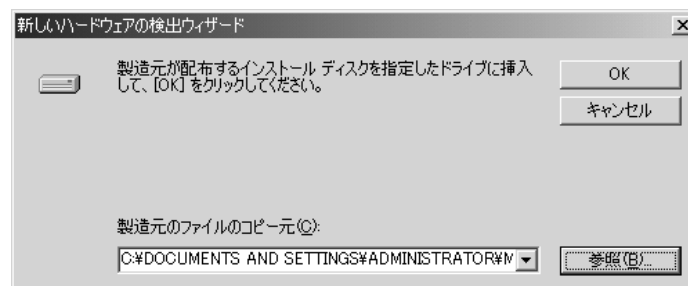 新しいハードウェアの検出ウィザード
製造元が配布するインストール ディスクを指定したドライブに挿入
して、[OK] をクリックしてください。
OK
キャンセル
製造元のファイルのコピー元(C):
C:¥DOCUMENTS AND SETTINGS¥ADMINISTRATOR¥M
参照(B)...